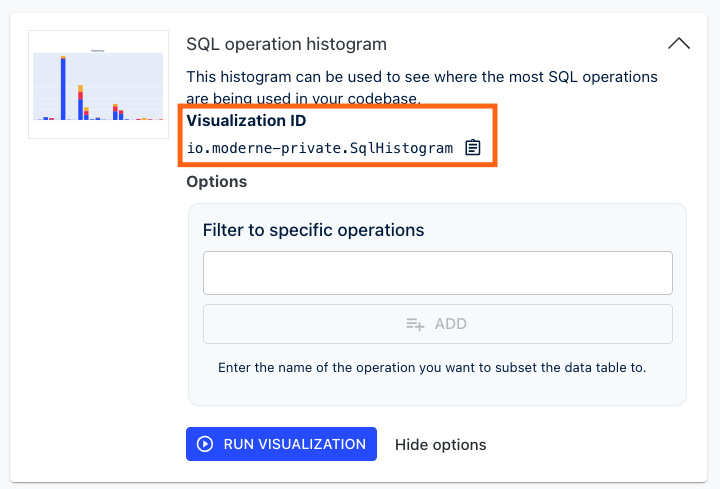 SQL operation histogram
This histogram can be used to see where the most SQL operations
are being used in your codebase.
Visualization ID
io.moderne-private.SqlHistogram
Options
Filter to specific operations
ADD
Enter the name of the operation you want to subset the data table to.
RUN VISUALIZATION
Hide options